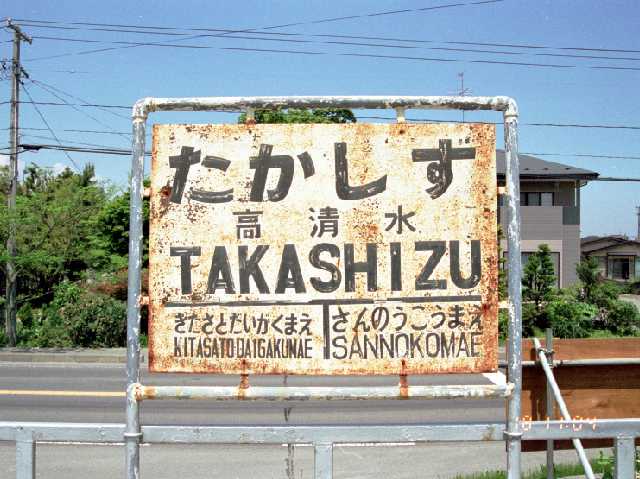 たかしず
高清水
TAKASHIZU
きたさとだいがくまえ さんのうこうまえ
KITASATO DAIGAKUNAE SANNOKOMAE